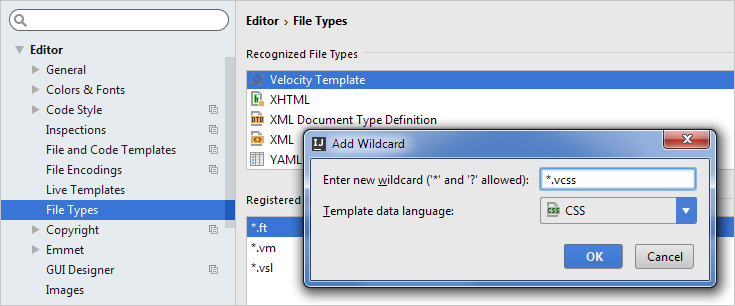 Editor
General
Colors & Fonts
Code Style
Inspections
File and Code Templates
File Encodings
Live Templates
File Types
Copyright
Emmet
GUI Designer
Images
Editor › File Types
Recognized File Types
Velocity Template
XHTML
XML Document Type Definition
XML
YAML
Registered
*.ft
*.vm
*.vsl
Add Wildcard
Enter new wildcard ('*' and '?' allowed):
*.vcss
Template data language:
CSS
OK
Cancel